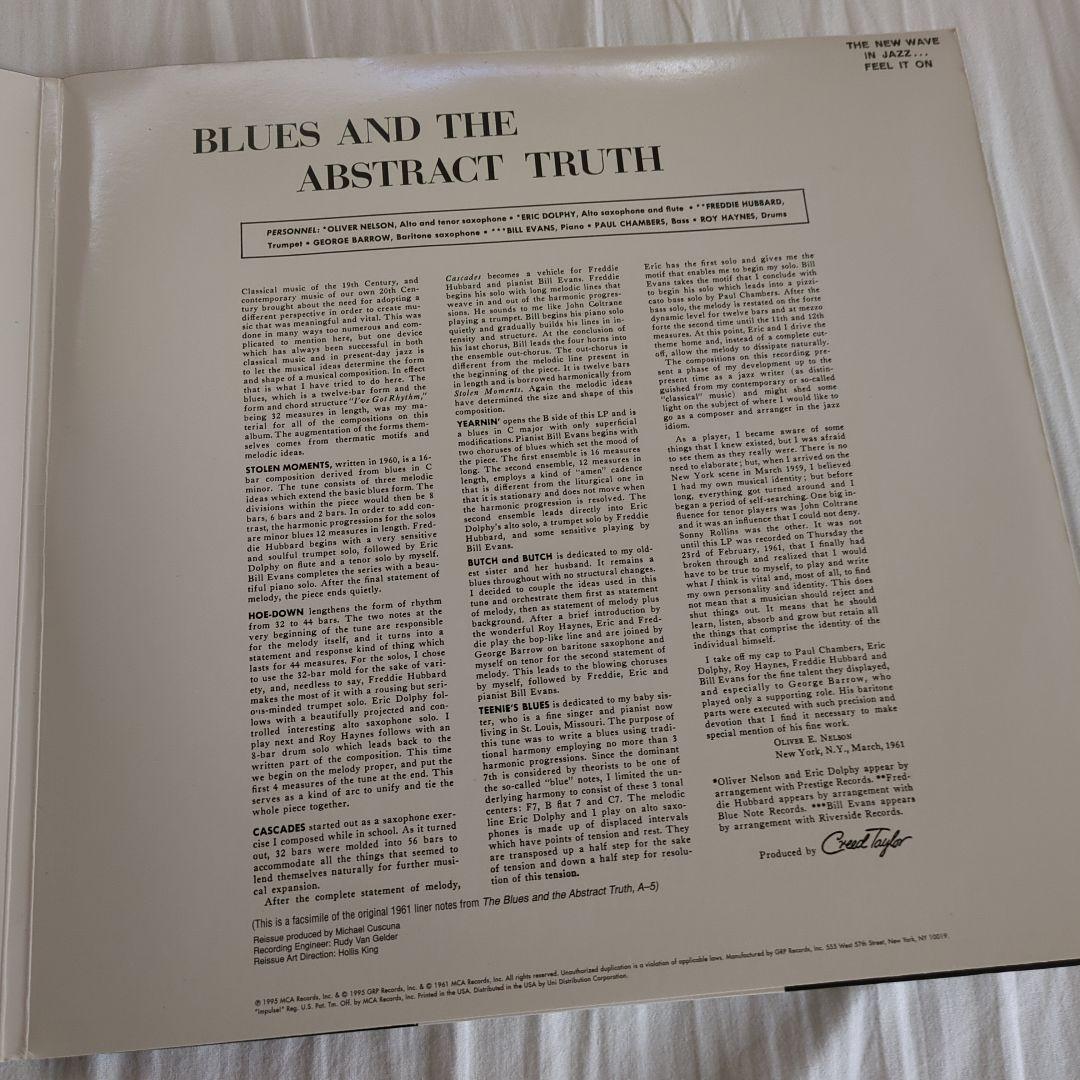 THE NEW WAVE
IN JAZZ...
FEEL IT ON
BLUES AND THE
ABSTRACT TRUTH
PERSONNEL: *OLIVER NELSON, Alto and tenor saxophone • *ERIC DOLPHY, Alto saxophone and flute • **FREDDIE HUBBARD,
Trumpet • GEORGE BARROW, Baritone saxophone • ***BILL EVANS, Piano • PAUL CHAMBERS, Bass • ROY HAYNES, Drums
Classical music of the 19th Century, and
contemporary music of our own 20th Cen-
tury brought about the need for adopting a
different perspective in order to create mu-
sic that was meaningful and vital. This was
done in many ways too numerous and com-
plicated to mention here, but one device
which has always been successful in both
classical music and in present-day jazz is
to let the musical ideas determine the form
and shape of a musical composition. In effect
that is what I have tried to do here. The
blues, which is a twelve-bar form and the
form and chord structure "I've Got Rhythm,"
being 32 measures in length, was my ma-
terial for all of the compositions on this
album. The augmentation of the forms them-
selves comes from thermatic motifs and
melodic ideas.
STOLEN MOMENTS, written in 1960, is a 16-
bar composition derived from blues in C
minor. The tune consists of three melodic
ideas which extend the basic blues form. The
divisions within the piece would then be 8
bars, 6 bars and 2 bars. In order to add con-
trast, the harmonic progressions for the solos
are minor blues 12 measures in length. Fred-
die Hubbard begins with a very sensitive
and soulful trumpet solo, followed by Eric
Dolphy on flute and a tenor solo by myself.
Bill Evans completes the series with a beau-
tiful piano solo. After the final statement of
melody, the piece ends quietly.
HOE-DOWN lengthens the form of rhythm
from 32 to 44 bars. The two notes at the
very beginning of the tune are responsible
for the melody itself, and it turns into a
statement and response kind of thing which
lasts for 44 measures. For the solos, I chose
to use the 32-bar mold for the sake of vari-
ety, and, needless to say, Freddie Hubbard
makes the most of it with a rousing but seri-
ous-minded trumpet solo. Eric Dolphy fol-
lows with a beautifully projected and con-
trolled interesting alto saxophone solo. I
play next and Roy Haynes follows with an
8-bar drum solo which leads back to the
written part of the composition. This time
we begin on the melody proper, and put the
first 4 measures of the tune at the end. This
serves as a kind of arc to unify and tie the
whole piece together.
CASCADES started out as a saxophone exer-
cise I composed while in school. As it turned
out, 32 bars were molded into 56 bars to
accommodate all the things that seemed to
lend themselves naturally for further musi-
cal expansion.
After the complete statement of melody,
Cascades becomes a vehicle for Freddie
Hubbard and pianist Bill Evans. Freddie
begins his solo with long melodic lines that
weave in and out of the harmonic progres-
sions. He sounds to me like John Coltrane
playing a trumpet. Bill begins his piano solo
quietly and gradually builds his lines in in-
tensity and structure. At the conclusion of
his last chorus, Bill leads the four horns into
the ensemble out-chorus. The out-chorus is
different from the melodic line present in
the beginning of the piece. It is twelve bars
in length and is borrowed harmonically from
Stolen Moments. Again the melodic ideas
have determined the size and shape of this
composition.
YEARNIN' opens the B side of this LP and is
a blues in C major with only superficial
modifications. Pianist Bill Evans begins with
two choruses of blues which set the mood of
the piece. The first ensemble is 16 measures
long. The second ensemble, 12 measures in
length, employs a kind of "amen" cadence
that is different from the liturgical one in
that it is stationary and does not move when
the harmonic progression is resolved. The
second ensemble leads directly into Eric
Dolphy's alto solo, a trumpet solo by Freddie
Hubbard, and some sensitive playing by
Bill Evans.
BUTCH and BUTCH is dedicated to my old-
est sister and her husband. It remains a
blues throughout with no structural changes.
I decided to couple the ideas used in this
tune and orchestrate them first as statement
of melody, then as statement of melody plus
background. After a brief introduction by
the wonderful Roy Haynes, Eric and Fred-
die play the bop-like line and are joined by
George Barrow on baritone saxophone and
myself on tenor for the second statement of
melody. This leads to the blowing choruses
by myself, followed by Freddie, Eric and
pianist Bill Evans.
TEENIE'S BLUES is dedicated to my baby sis-
ter, who is a fine singer and pianist now
living in St. Louis, Missouri. The purpose of
this tune was to write a blues using tradi-
tional harmony employing no more than 3
harmonic progressions. Since the dominant
7th is considered by theorists to be one of
the so-called "blue" notes, I limited the un-
derlying harmony to consist of these 3 tonal
centers: F7, B flat 7 and C7. The melodic
line Eric Dolphy and I play on alto saxo-
phones is made up of displaced intervals
which have points of tension and rest. They
are transposed up a half step for the sake
of tension and down a half step for resolu-
tion of this tension.
Eric has the first solo and gives me the
motif that enables me to begin my solo. Bill
Evans takes the motif that I conclude with
to begin his solo which leads into a pizzi-
cato bass solo by Paul Chambers. After the
bass solo, the melody is restated on the forte
dynamic level for twelve bars and at mezzo
forte the second time until the 11th and 12th
measures. At this point, Eric and I drive the
theme home and, instead of a complete cut-
off, allow the melody to dissipate naturally.
The compositions on this recording pre-
sent a phase of my development up to the
present time as a jazz writer (as distin-
guished from my contemporary or so-called
"classical" music) and might shed some
light on the subject of where I would like to
go as a composer and arranger in the jazz
idiom.
As a player, I became aware of some
things that I knew existed, but I was afraid
to see them as they really were. There is no
need to elaborate; but, when I arrived on the
New York scene in March 1959, I believed
I had my own musical identity; but before
long, everything got turned around and I
began a period of self-searching. One big in-
fluence for tenor players was John Coltrane
and it was an influence that I could not deny.
Sonny Rollins was the other. It was not
until this LP was recorded on Thursday the
23rd of February, 1961, that I finally had
broken through and realized that I would
have to be true to myself, to play and write
what I think is vital and, most of all, to find
my own personality and identity. This does
not mean that a musician should reject and
shut things out. It means that he should
learn, listen, absorb and grow but retain all
the things that comprise the identity of the
individual himself.
I take off my cap to Paul Chambers, Eric
Dolphy, Roy Haynes, Freddie Hubbard and
Bill Evans for the fine talent they displayed,
and especially to George Barrow, who
played only a supporting role. His baritone
parts were executed with such precision and
devotion that I find it necessary to make
special mention of his fine work.
OLIVER E. NELSON
New York, N.Y., March, 1961
*Oliver Nelson and Eric Dolphy appear by
arrangement with Prestige Records. **Fred-
die Hubbard appears by arrangement with
Blue Note Records. ***Bill Evans appears
by arrangement with Riverside Records.
Produced by Creed Taylor
(This is a facsimile of the original 1961 liner notes from The Blues and the Abstract Truth, A–5)
Reissue produced by Michael Cuscuna
Recording Engineer: Rudy Van Gelder
Reissue Art Direction: Hollis King
℗ 1995 MCA Records, Inc. & © 1995 GRP Records, Inc. & © 1961 MCA Records, Inc. All rights reserved. Unauthorized duplication is a violation of applicable laws. Manufactured by GRP Records, Inc. 555 West 57th Street, New York, NY 10019.
"Impulse!" Reg. U.S. Pat. Tm. Off. by MCA Records, Inc. Printed in the USA. Distributed in the USA by Uni Distribution Corporation.